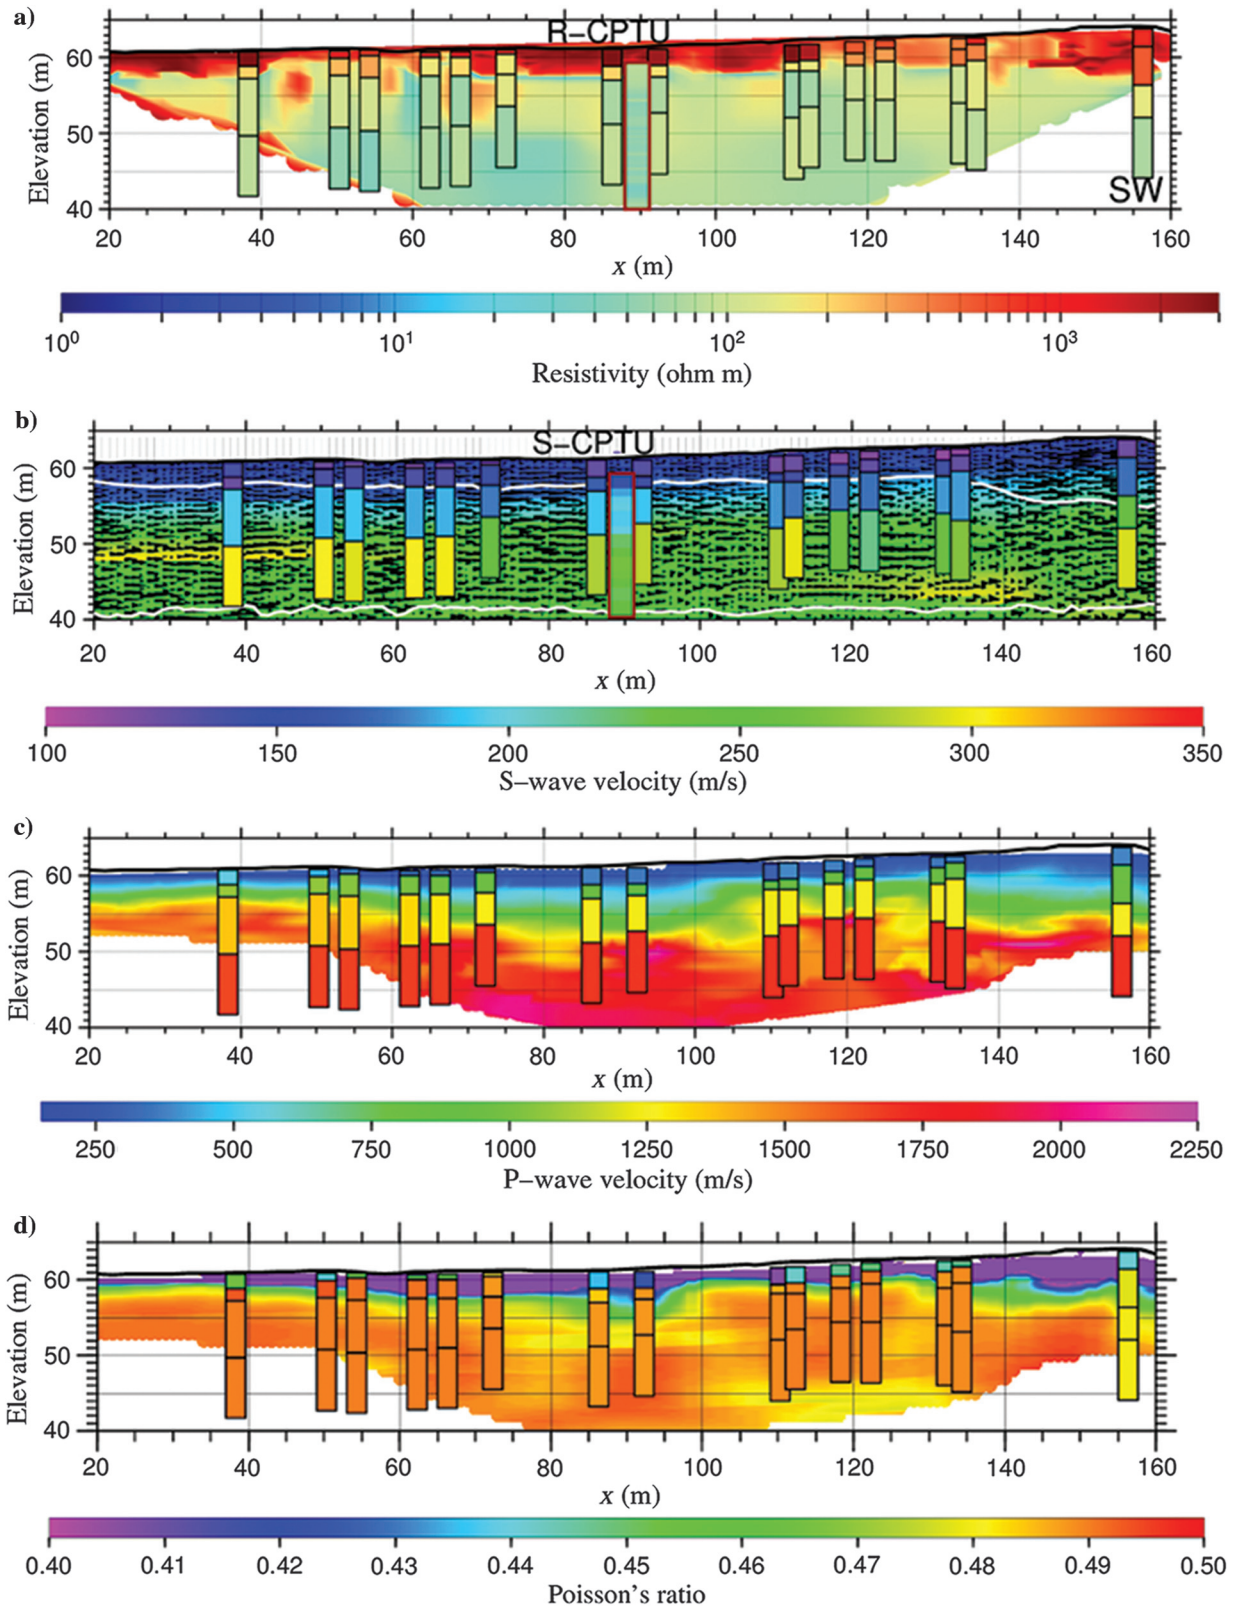 a)
R–CPTU
Elevation (m)
60
50
40
SW
20 40 60 80 100 120 140 160
x (m)
10⁰ 10¹ 10² 10³
Resistivity (ohm m)
b)
S–CPTU
Elevation (m)
60
50
40
20 40 60 80 100 120 140 160
x (m)
100 150 200 250 300 350
S–wave velocity (m/s)
c)
Elevation (m)
60
50
40
20 40 60 80 100 120 140 160
x (m)
250 500 750 1000 1250 1500 1750 2000 2250
P–wave velocity (m/s)
d)
Elevation (m)
60
50
40
20 40 60 80 100 120 140 160
x (m)
0.40 0.41 0.42 0.43 0.44 0.45 0.46 0.47 0.48 0.49 0.50
Poisson's ratio